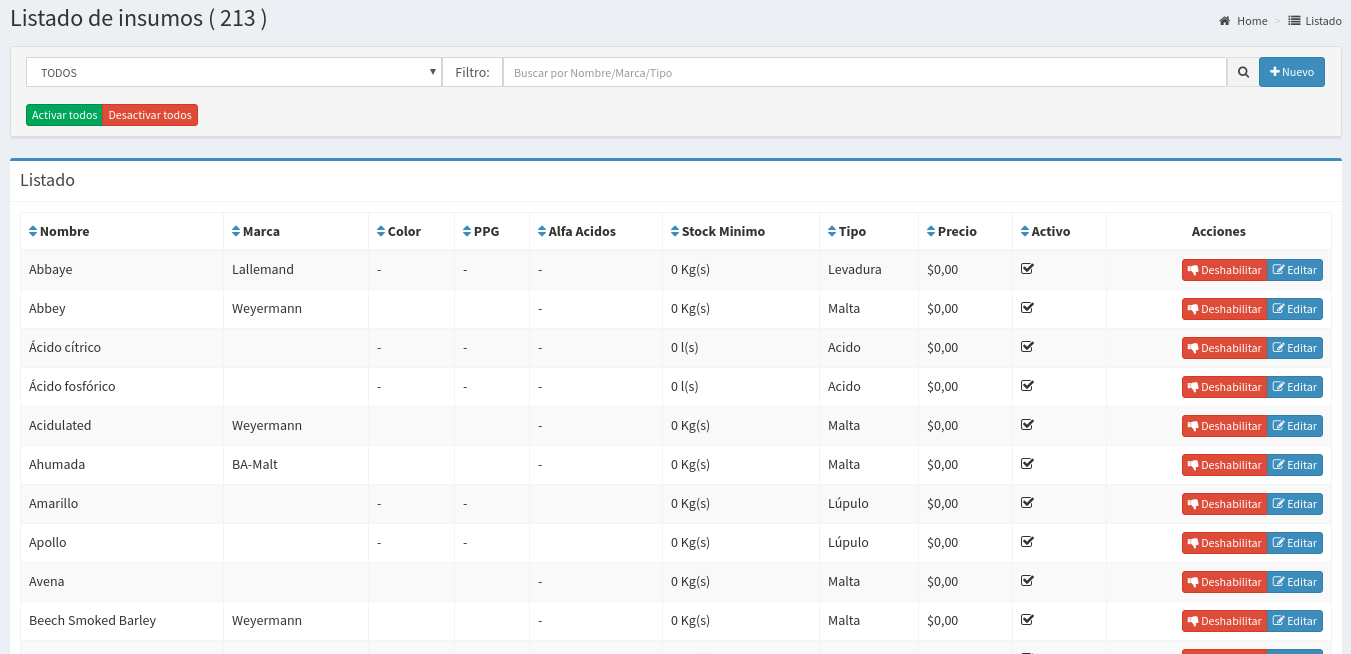 Listado de insumos ( 213 )
Home > Listado
TODOS Filtro: Buscar por Nombre/Marca/Tipo Nuevo
Activar todos Desactivar todos
Listado
Nombre Marca Color PPG Alfa Acidos Stock Minimo Tipo Precio Activo Acciones
Abbaye Lallemand - - - 0 Kg(s) Levadura $0,00 Deshabilitar Editar
Abbey Weyermann - 0 Kg(s) Malta $0,00 Deshabilitar Editar
Ácido cítrico - - - 0 l(s) Acido $0,00 Deshabilitar Editar
Ácido fosfórico - - - 0 l(s) Acido $0,00 Deshabilitar Editar
Acidulated Weyermann - 0 Kg(s) Malta $0,00 Deshabilitar Editar
Ahumada BA-Malt - 0 Kg(s) Malta $0,00 Deshabilitar Editar
Amarillo - - 0 Kg(s) Lúpulo $0,00 Deshabilitar Editar
Apollo - - 0 Kg(s) Lúpulo $0,00 Deshabilitar Editar
Avena - 0 Kg(s) Malta $0,00 Deshabilitar Editar
Beech Smoked Barley Weyermann - 0 Kg(s) Malta $0,00 Deshabilitar Editar